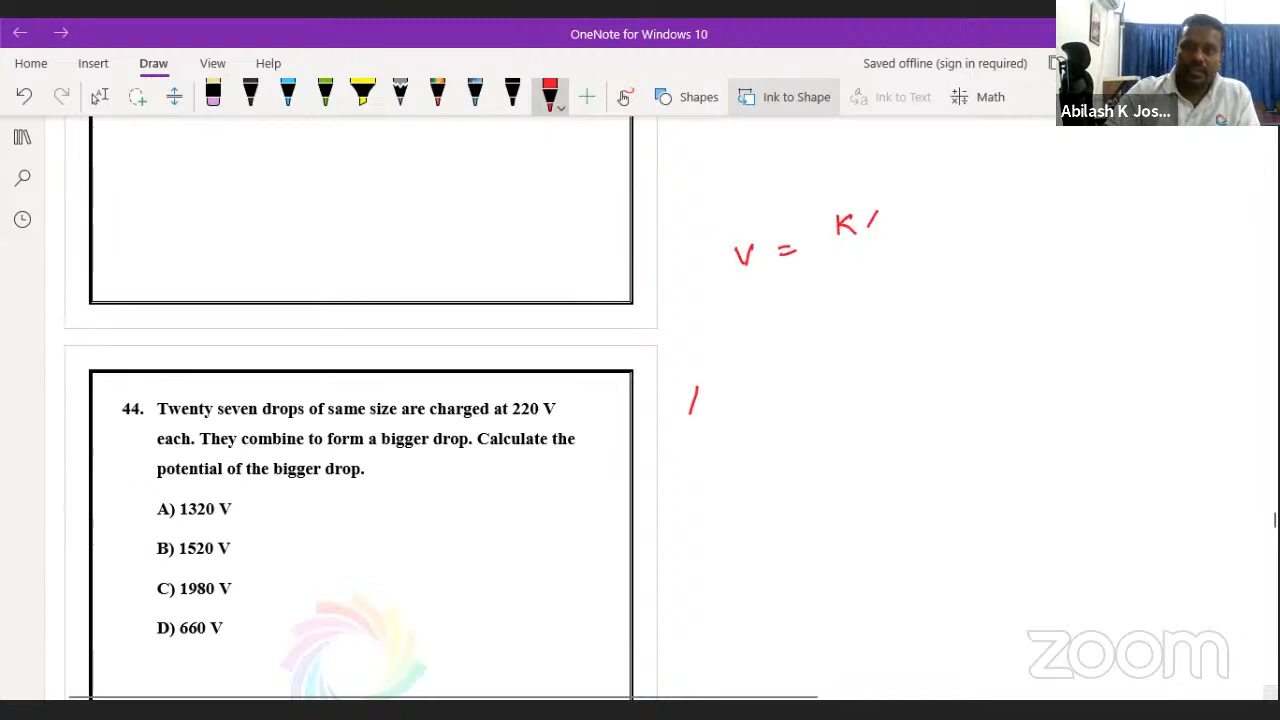 OneNote for Windows 10
Home Insert Draw View Help
Saved offline (sign in required)
Shapes Ink to Shape Ink to Text Math
Abilash K Jos...
K
V =
44. Twenty seven drops of same size are charged at 220 V
each. They combine to form a bigger drop. Calculate the
potential of the bigger drop.
A) 1320 V
B) 1520 V
C) 1980 V
D) 660 V
zoom